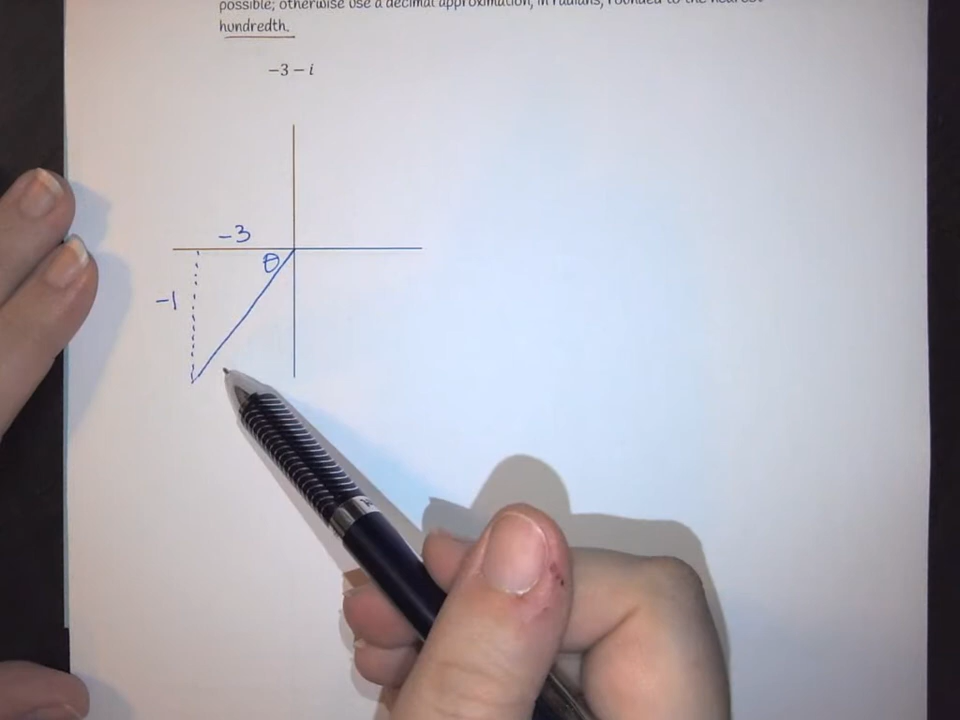 possible; otherwise use a decimal approximation, in radians, rounded to the nearest
hundredth.
−3 − i
-3
θ
-1